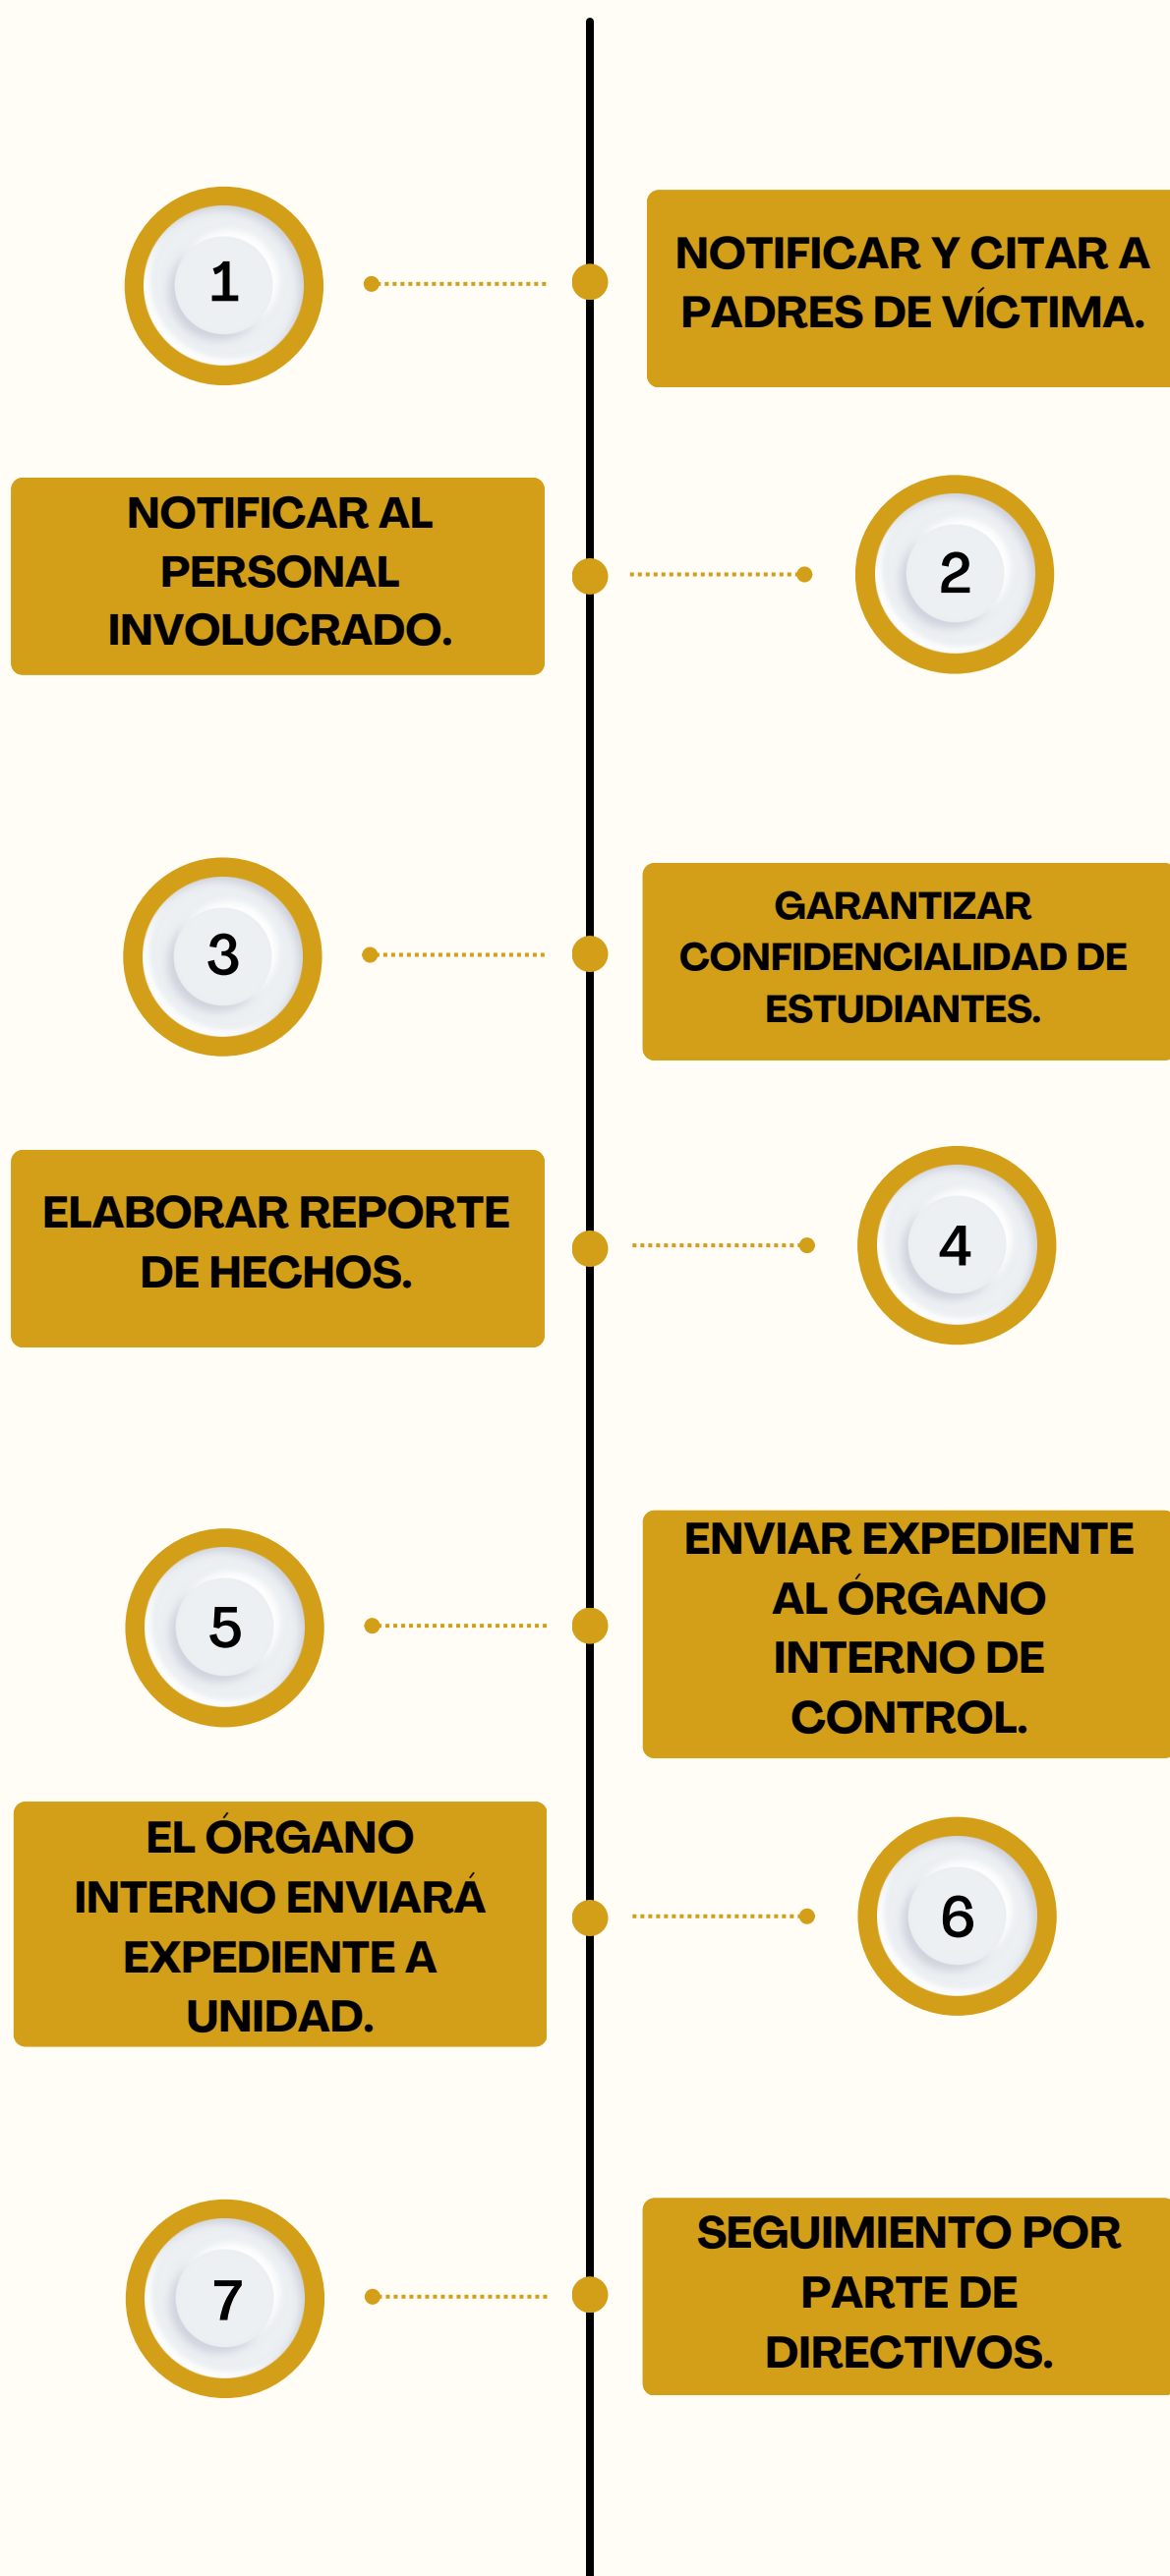 1
NOTIFICAR Y CITAR A
PADRES DE VÍCTIMA.
NOTIFICAR AL
PERSONAL
INVOLUCRADO.
2
3
GARANTIZAR
CONFIDENCIALIDAD DE
ESTUDIANTES.
ELABORAR REPORTE
DE HECHOS.
4
5
ENVIAR EXPEDIENTE
AL ÓRGANO
INTERNO DE
CONTROL.
EL ÓRGANO
INTERNO ENVIARÁ
EXPEDIENTE A
UNIDAD.
6
7
SEGUIMIENTO POR
PARTE DE
DIRECTIVOS.